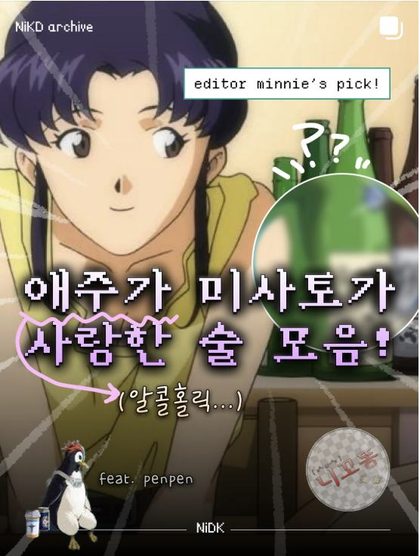 NiKD archive
editor minnie's pick!
??
애주가 미사토가
사랑한 술 모음!
(알콜홀릭...)
feat. penpen
니꼬동
NiDK